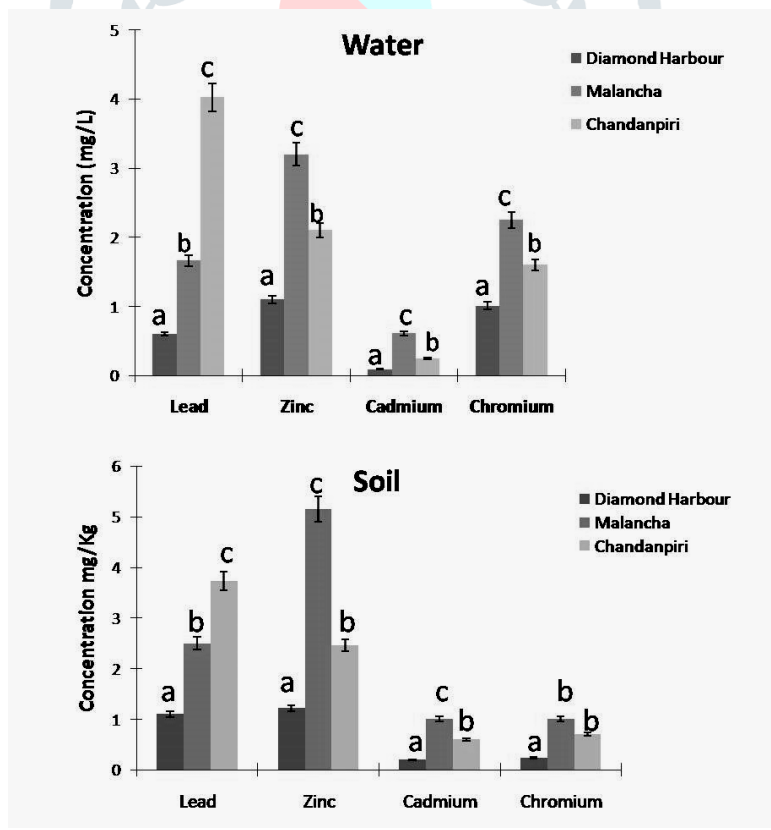 Water
Concentration (mg/L)
5
4
3
2
1
0
Diamond Harbour
Malancha
Chandanpiri
a b c
a c b
a c b
a c b
Lead Zinc Cadmium Chromium
Soil
Concentration mg/Kg
6
5
4
3
2
1
0
Diamond Harbour
Malancha
Chandanpiri
a b c
a c b
a c b
a b b
Lead Zinc Cadmium Chromium